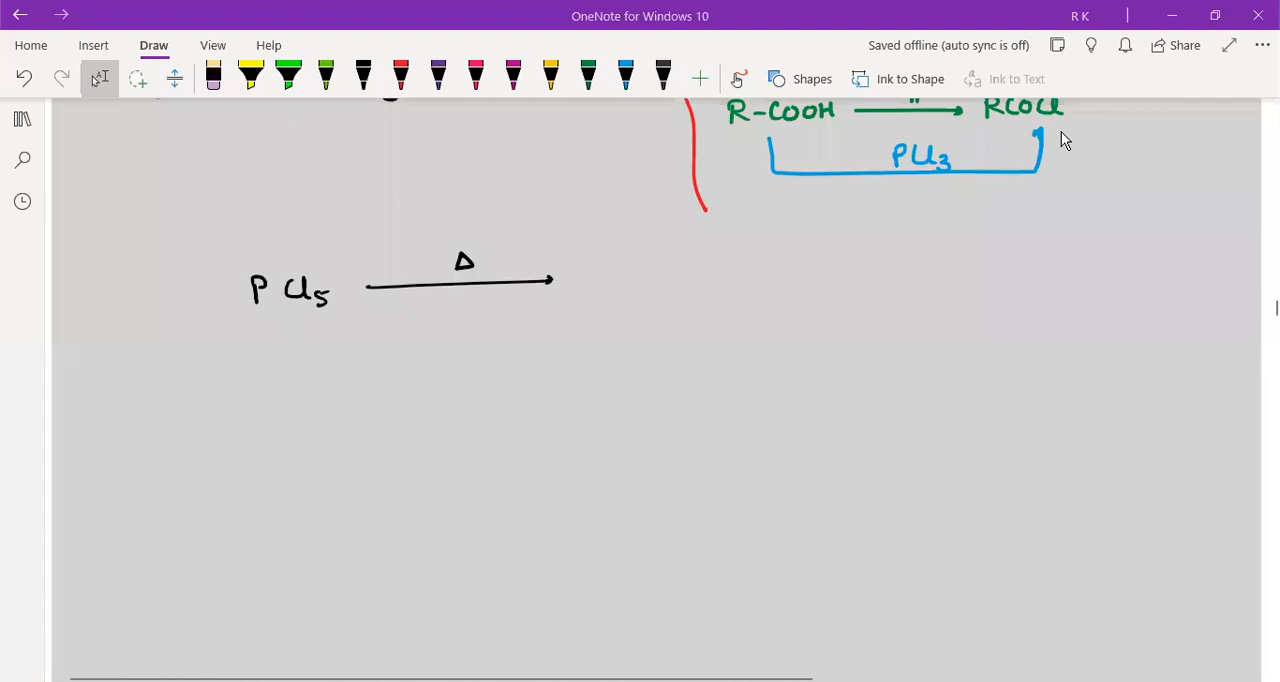 OneNote for Windows 10
R K
Home Insert Draw View Help
Saved offline (auto sync is off)
Share
Shapes
Ink to Shape
Ink to Text
R-COOH → RCOCl
PCl3
Δ
PCl5 →